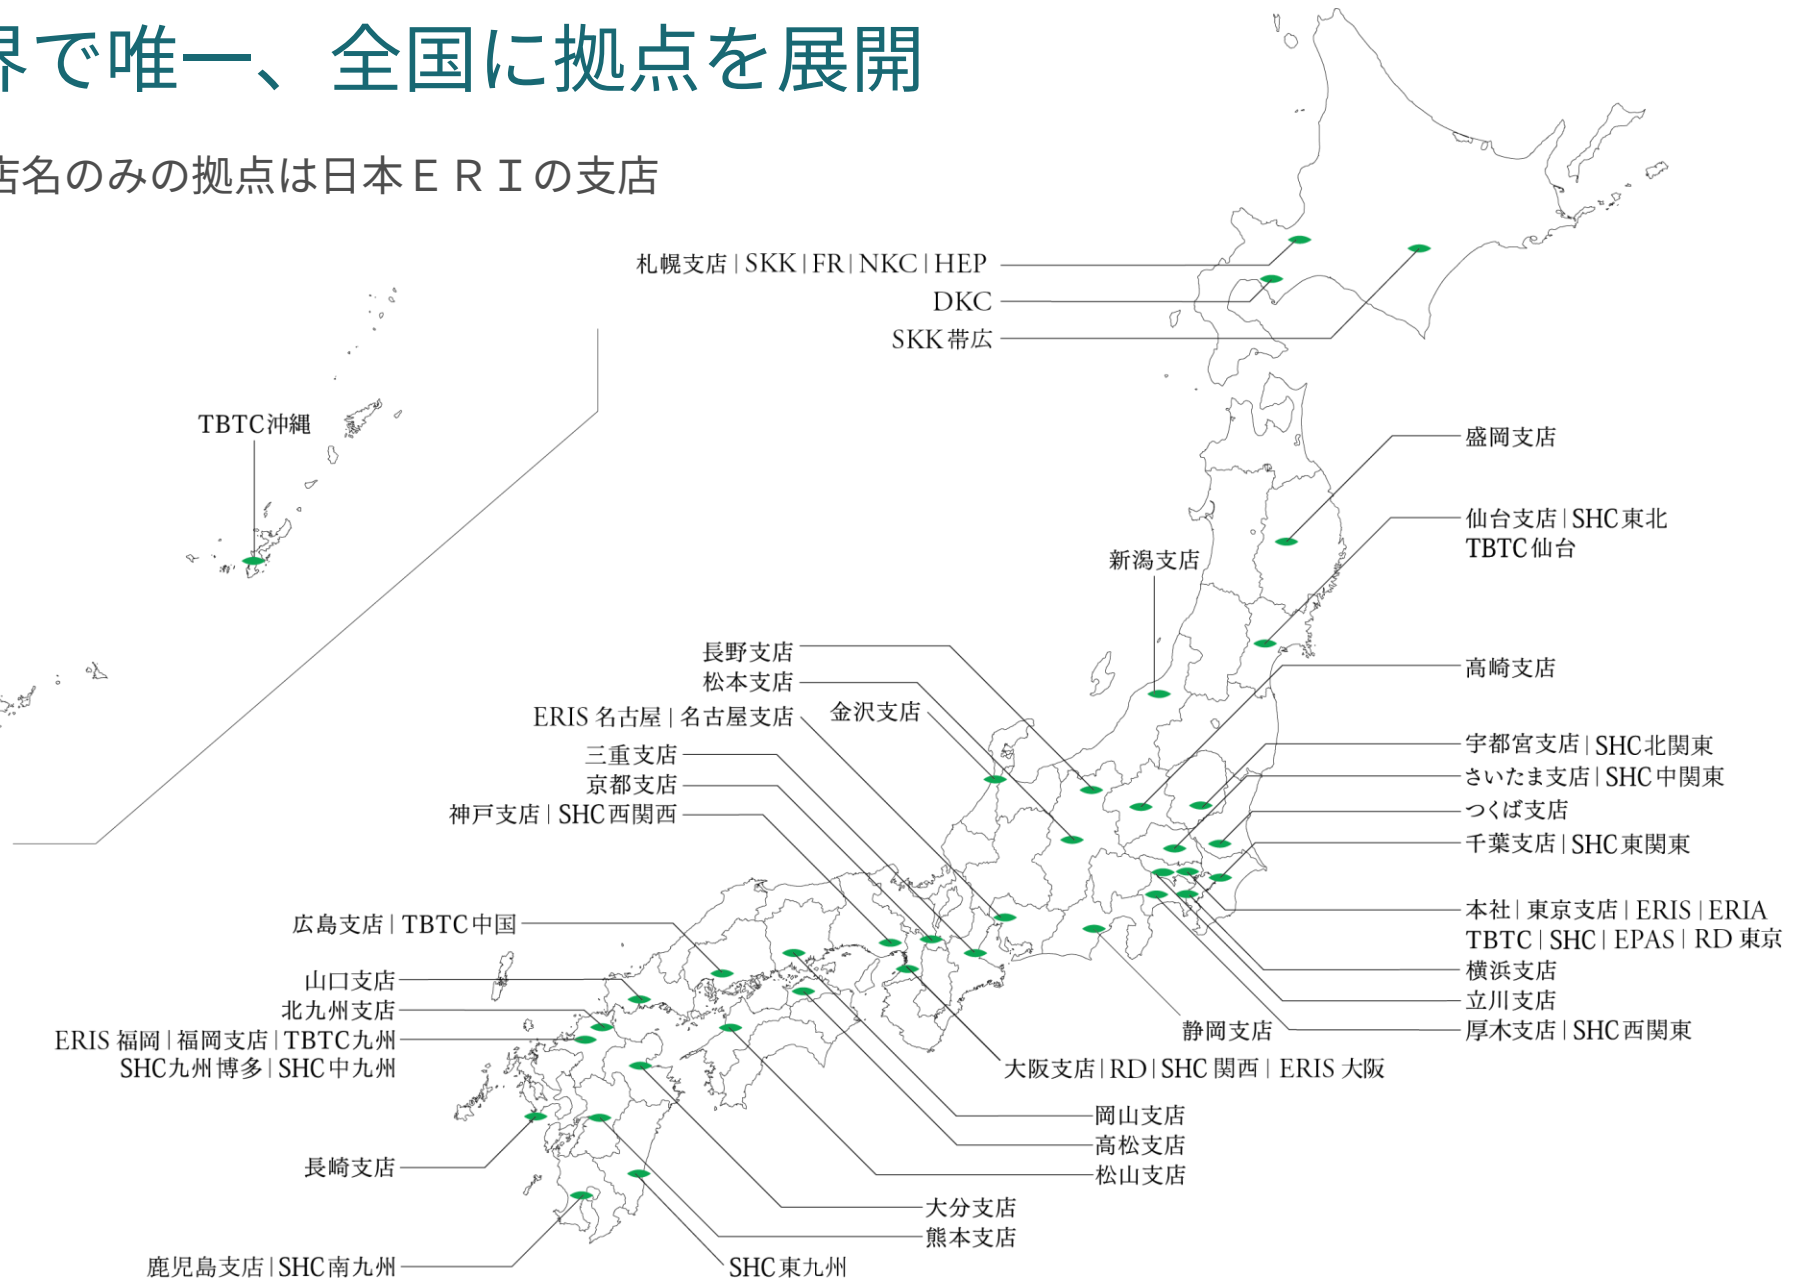 界で唯一、全国に拠点を展開
店名のみの拠点は日本ＥＲＩの支店
札幌支店 | SKK | FR | NKC | HEP
DKC
SKK 帯広
TBTC沖縄
盛岡支店
仙台支店 | SHC 東北
TBTC 仙台
新潟支店
長野支店
松本支店
ERIS 名古屋 | 名古屋支店
金沢支店
三重支店
京都支店
神戸支店 | SHC 西関西
高崎支店
宇都宮支店 | SHC 北関東
さいたま支店 | SHC 中関東
つくば支店
千葉支店 | SHC 東関東
本社 | 東京支店 | ERIS | ERIA
TBTC | SHC | EPAS | RD 東京
横浜支店
立川支店
厚木支店 | SHC 西関東
静岡支店
大阪支店 | RD | SHC 関西 | ERIS 大阪
広島支店 | TBTC 中国
山口支店
北九州支店
ERIS 福岡 | 福岡支店 | TBTC 九州
SHC九州博多 | SHC 中九州
岡山支店
高松支店
松山支店
長崎支店
大分支店
熊本支店
鹿児島支店 | SHC 南九州
SHC 東九州